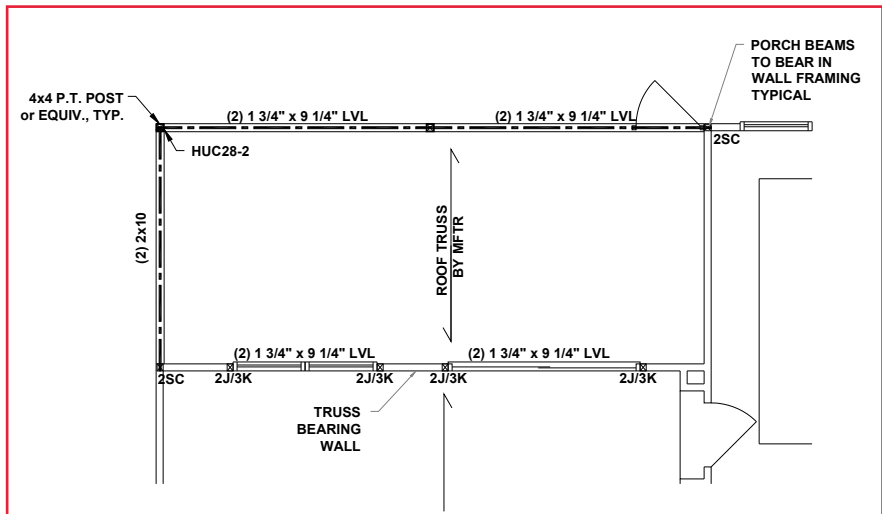 PORCH BEAMS
TO BEAR IN
WALL FRAMING
TYPICAL
4x4 P.T. POST
or EQUIV., TYP.
(2) 1 3/4" x 9 1/4" LVL
(2) 1 3/4" x 9 1/4" LVL
2SC
HUC28-2
(2) 2x10
ROOF TRUSS
BY MFTR
(2) 1 3/4" x 9 1/4" LVL
(2) 1 3/4" x 9 1/4" LVL
2SC
2J/3K
2J/3K
2J/3K
2J/3K
TRUSS
BEARING
WALL